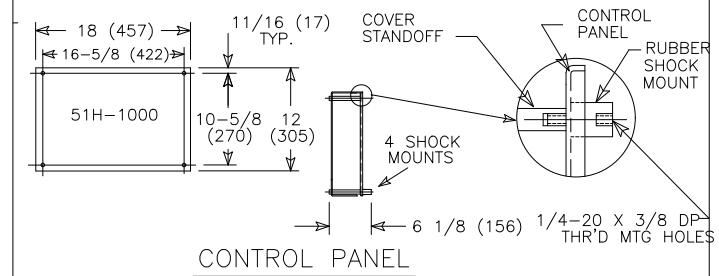 18 (457)
16-5/8 (422)
11/16 (17)
TYP.
51H-1000
10-5/8
(270)
12
(305)
COVER
STANDOFF
CONTROL
PANEL
RUBBER
SHOCK
MOUNT
4 SHOCK
MOUNTS
6 1/8 (156)
1/4-20 X 3/8 DP
THR'D MTG HOLES
CONTROL PANEL